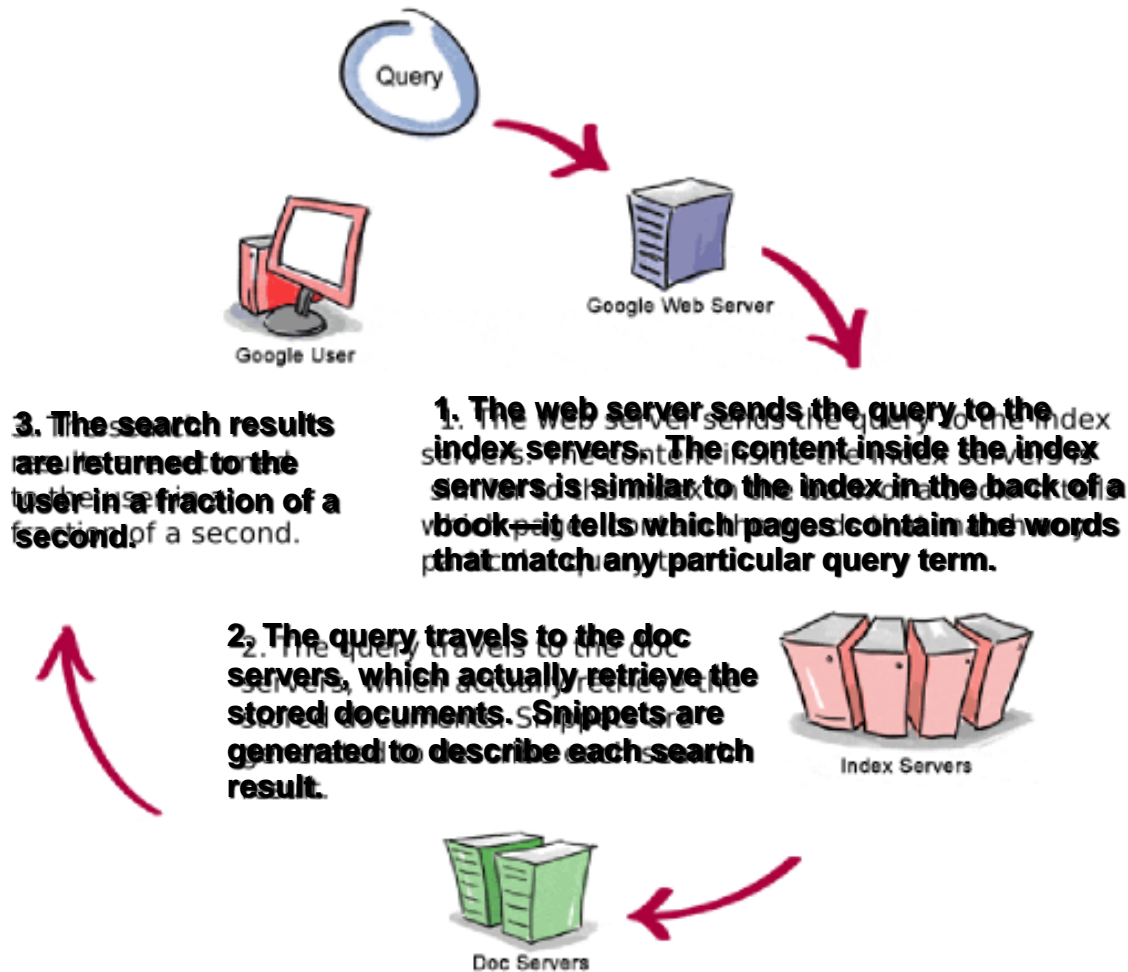 Query
Google Web Server
Google User
1. The web server sends the query to the
index servers.  The content inside the index
servers is similar to the index in the back of a
book—it tells which pages contain the words
that match any particular query term.
3. The search results
are returned to the
user in a fraction of a
second.
2. The query travels to the doc
servers, which actually retrieve the
stored documents.  Snippets are
generated to describe each search
result.
Index Servers
Doc Servers